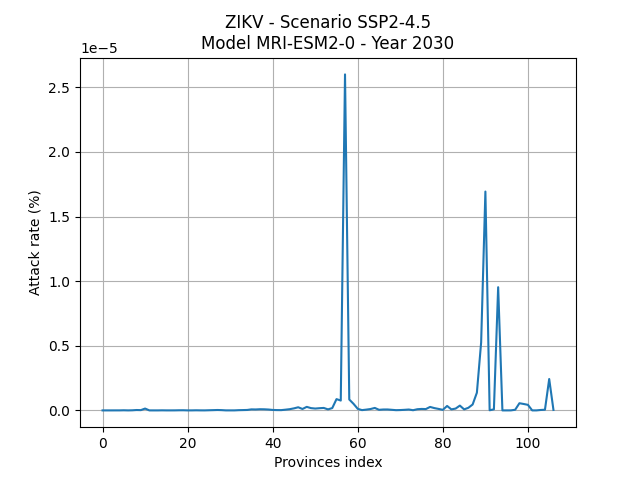 ZIKV - Scenario SSP2-4.5
Model MRI-ESM2-0 - Year 2030
1e−5
2.5
2.0
1.5
1.0
0.5
0.0
Attack rate (%)
0 20 40 60 80 100
Provinces index